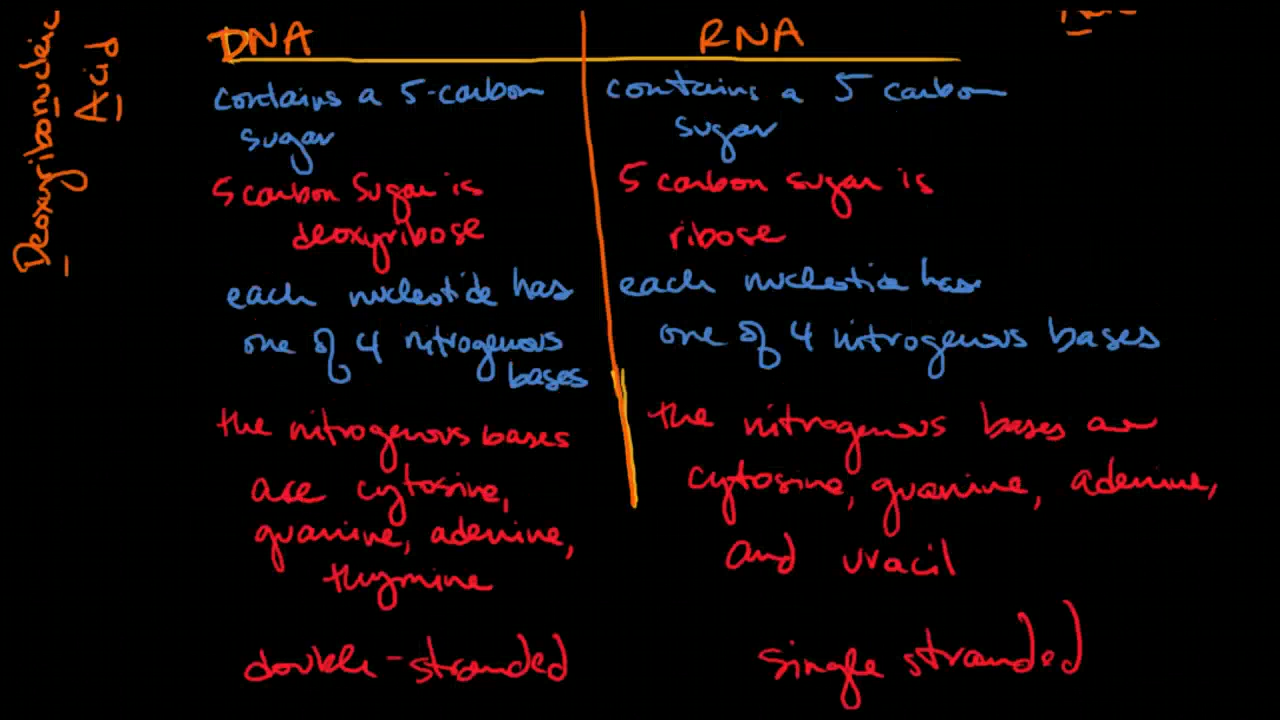 Deoxyribonucleic
Acid
DNA
contains a 5-carbon
sugar
5 carbon sugar is
deoxyribose
each nucleotide has
one of 4 nitrogenous
bases
the nitrogenous bases
are cytosine,
guanine, adenine,
thymine
double-stranded
RNA
contains a 5 carbon
sugar
5 carbon sugar is
ribose
each nucleotide has
one of 4 nitrogenous bases
the nitrogenous bases are
cytosine, guanine, adenine,
and uracil
single stranded